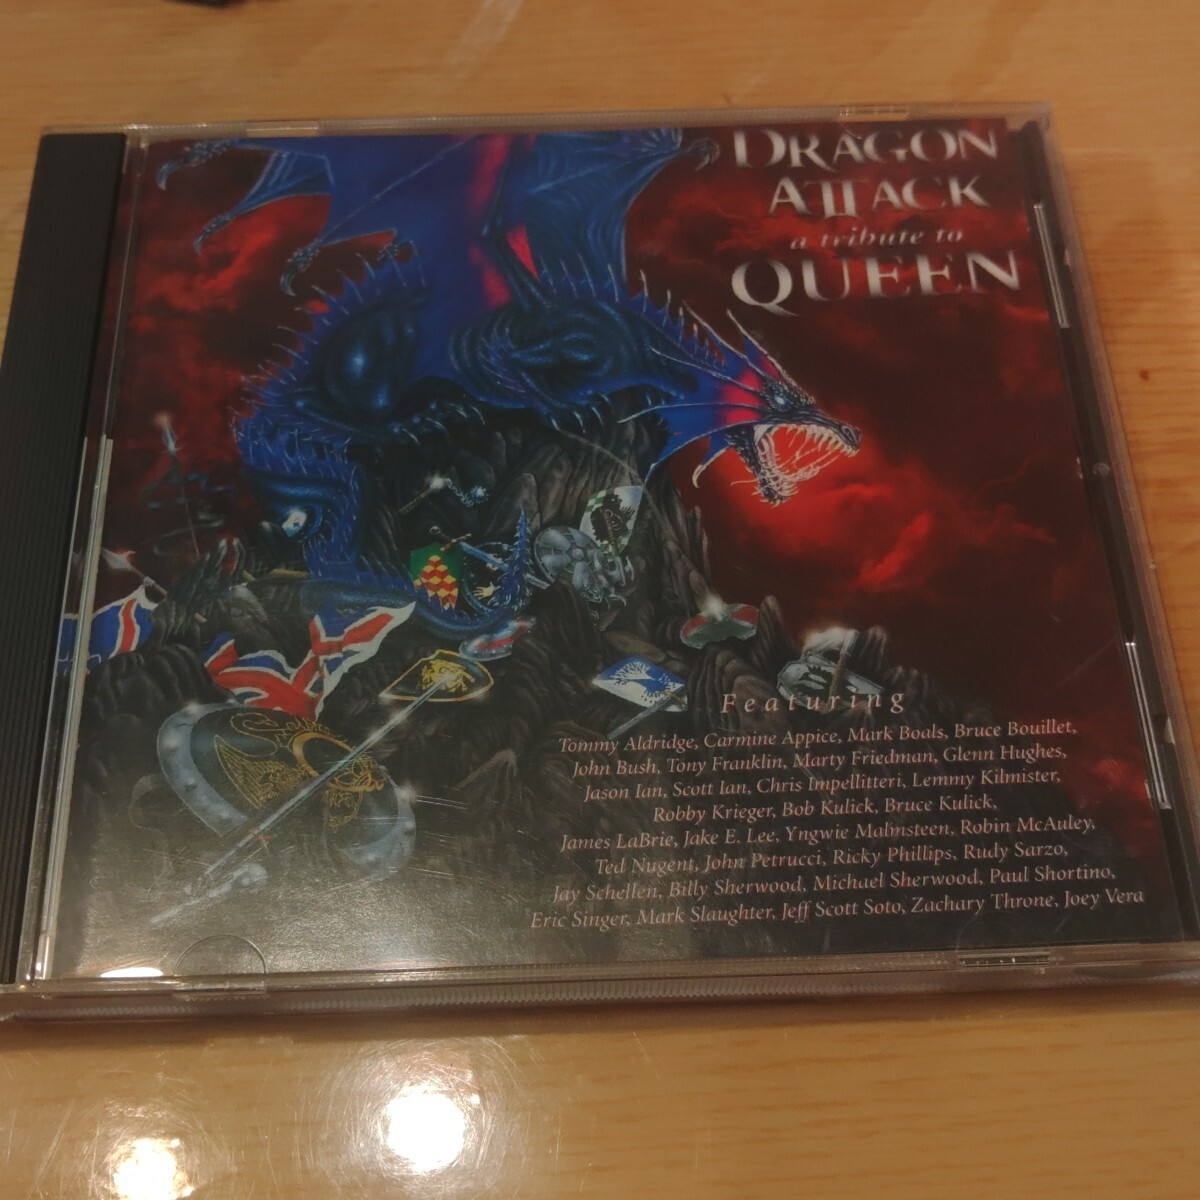 DRAGON
ATTACK
a tribute to
QUEEN
Featuring
Tommy Aldridge, Carmine Appice, Mark Boals, Bruce Bouillet,
John Bush, Tony Franklin, Marty Friedman, Glenn Hughes,
Jason Ian, Scott Ian, Chris Impellitteri, Lemmy Kilmister,
Robby Krieger, Bob Kulick, Bruce Kulick,
James LaBrie, Jake E. Lee, Yngwie Malmsteen, Robin McAuley,
Ted Nugent, John Petrucci, Ricky Phillips, Rudy Sarzo,
Jay Schellen, Billy Sherwood, Michael Sherwood, Paul Shortino,
Eric Singer, Mark Slaughter, Jeff Scott Soto, Zachary Throne, Joey Vera